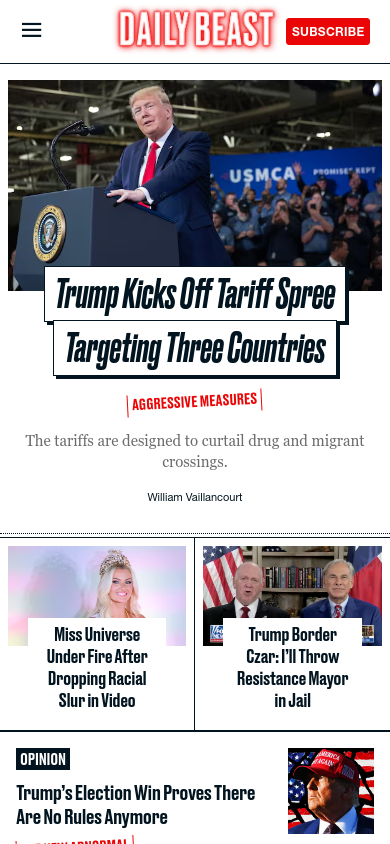 DAILY BEAST
SUBSCRIBE
USMCA
PROMISES KEPT
Trump Kicks Off Tariff Spree
Targeting Three Countries
AGGRESSIVE MEASURES
The tariffs are designed to curtail drug and migrant
crossings.
William Vaillancourt
Miss Universe
Under Fire After
Dropping Racial
Slur in Video
Trump Border
Czar: I'll Throw
Resistance Mayor
in Jail
OPINION
Trump's Election Win Proves There
Are No Rules Anymore